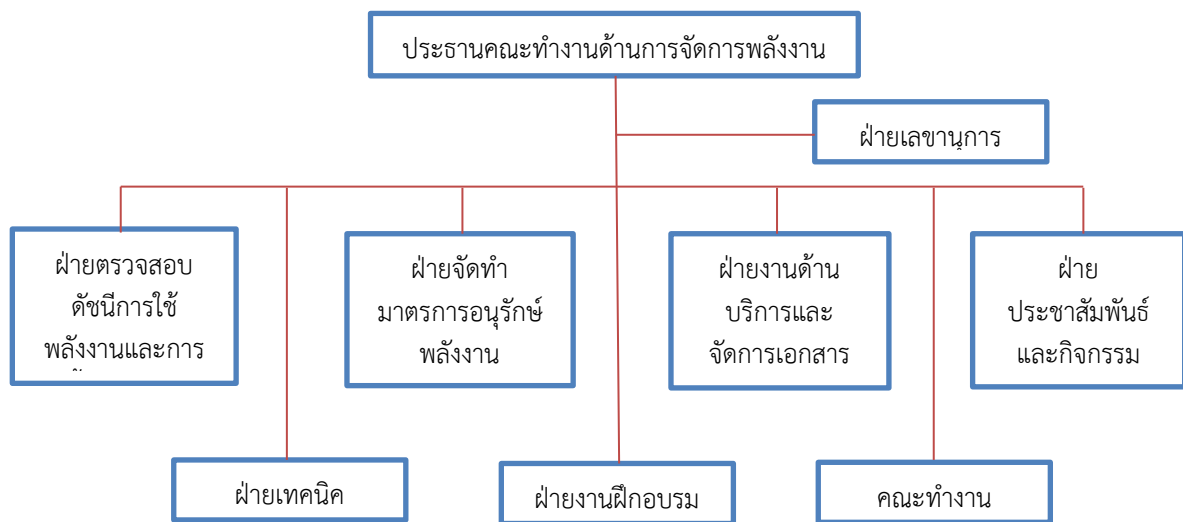 ประธานคณะทำงานด้านการจัดการพลังงาน
ฝ่ายเลขานุการ
ฝ่ายตรวจสอบ
ดัชนีการใช้
พลังงานและการ
ฝ่ายจัดทำ
มาตรการอนุรักษ์
พลังงาน
ฝ่ายงานด้าน
บริการและ
จัดการเอกสาร
ฝ่าย
ประชาสัมพันธ์
และกิจกรรม
ฝ่ายเทคนิค
ฝ่ายงานฝึกอบรม
คณะทำงาน